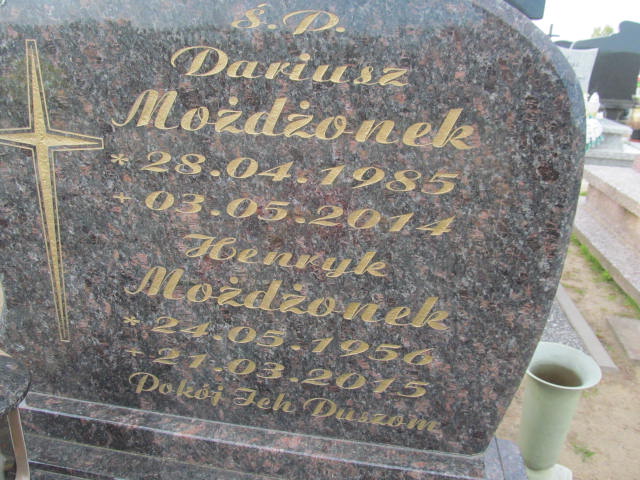 Ś.P.
Dariusz
Możdżonek
* 28.04.1985
+ 03.05.2014
Henryk
Możdżonek
* 24.05.1956
+ 21.03.2015
Pokój Ich Duszom